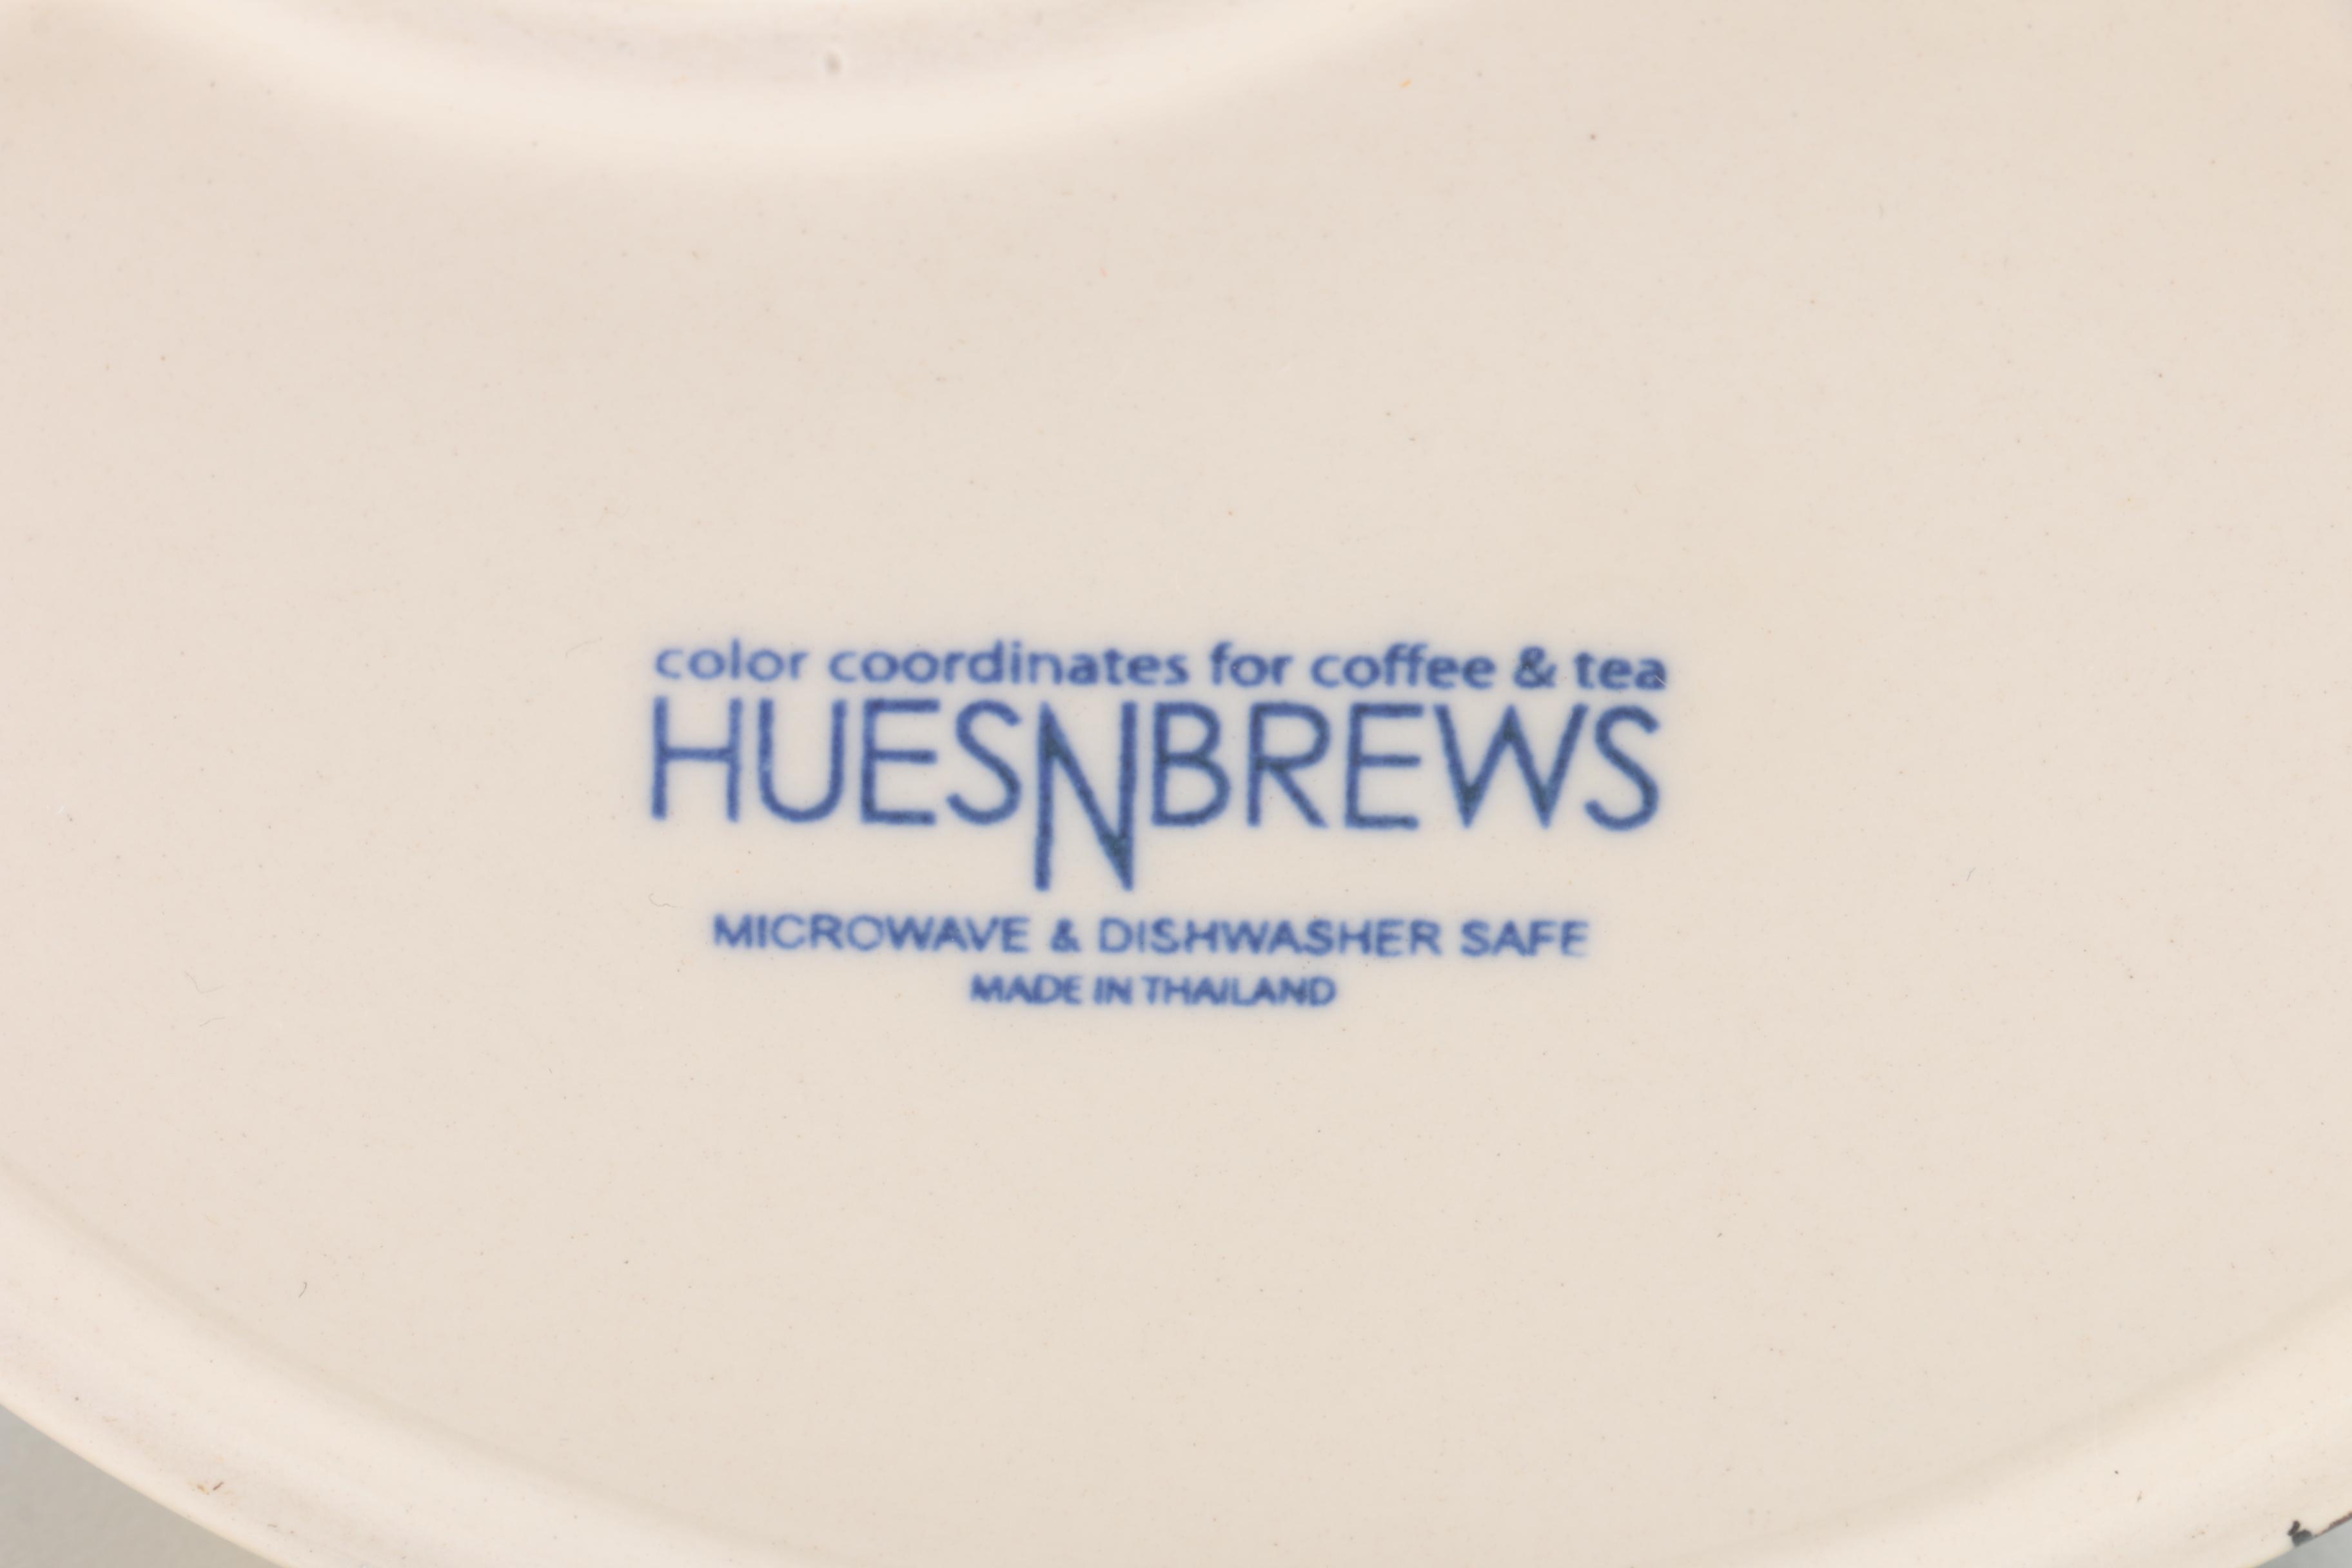 color coordinates for coffee & tea
HUESNBREWS
MICROWAVE & DISHWASHER SAFE
MADE IN THAILAND